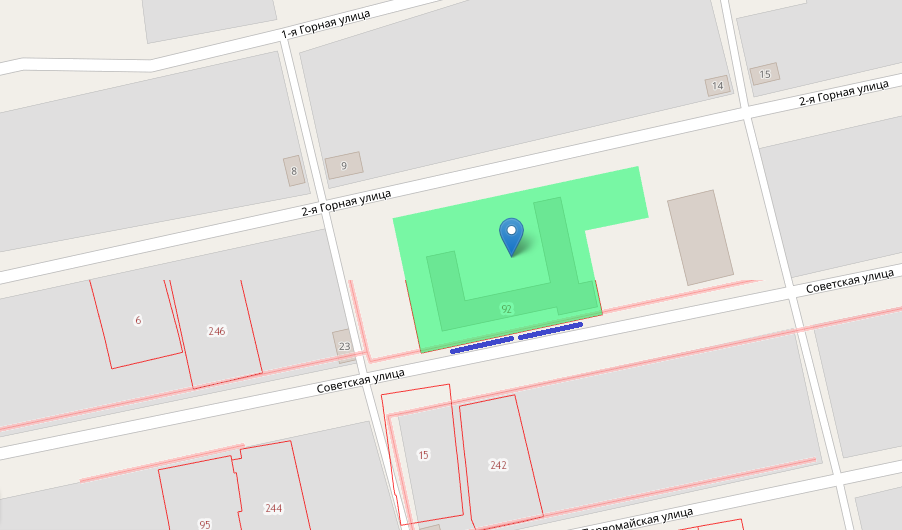 1-я Горная улица
14
15
2-я Горная улица
8
9
2-я Горная улица
Советская улица
6
246
92
23
Советская улица
15
242
244
95
Первомайская улица